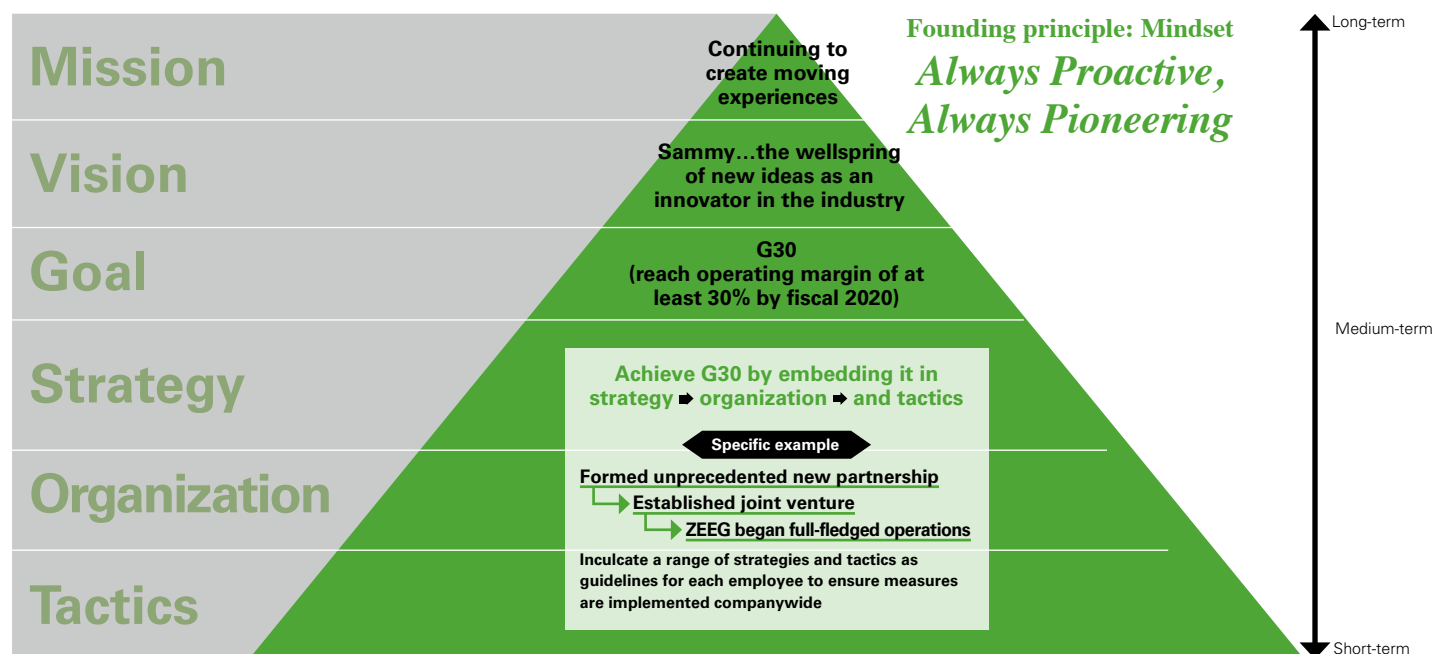 Mission
Continuing to
create moving
experiences
Founding principle: Mindset
Always Proactive,
Always Pioneering
Long-term
Vision
Sammy…the wellspring
of new ideas as an
innovator in the industry
Goal
G30
(reach operating margin of at
least 30% by fiscal 2020)
Medium-term
Strategy
Achieve G30 by embedding it in
strategy ➡ organization ➡ and tactics
Specific example
Organization
Formed unprecedented new partnership
Established joint venture
ZEEG began full-fledged operations
Tactics
Inculcate a range of strategies and tactics as
guidelines for each employee to ensure measures
are implemented companywide
Short-term